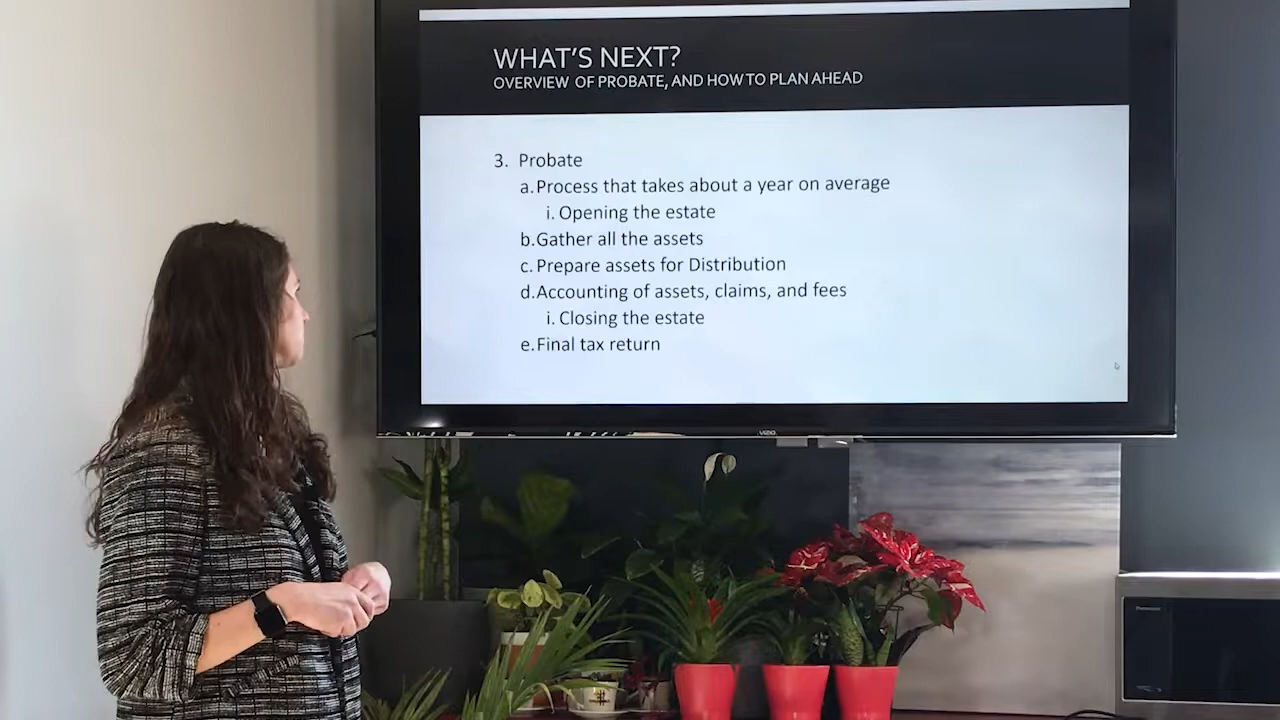 WHAT'S NEXT?
OVERVIEW OF PROBATE, AND HOW TO PLAN AHEAD
3. Probate
a. Process that takes about a year on average
i. Opening the estate
b. Gather all the assets
c. Prepare assets for Distribution
d. Accounting of assets, claims, and fees
i. Closing the estate
e. Final tax return
VIZIO
Panasonic